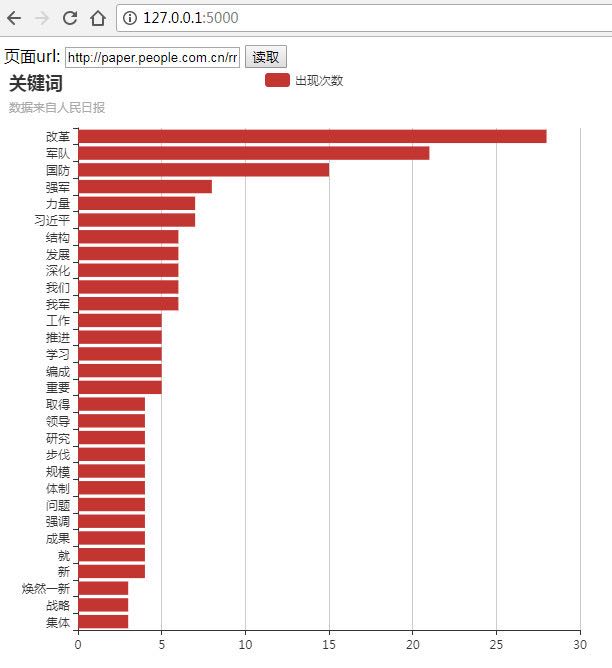 127.0.0.1:5000
页面url: http://paper.people.com.cn/rr 读取
关键词
出现次数
数据来自人民日报
改革
军队
国防
强军
力量
习近平
结构
发展
深化
我们
我军
工作
推进
学习
编成
重要
取得
领导
研究
步伐
规模
体制
问题
强调
成果
就
新
焕然一新
战略
集体
0 5 10 15 20 25 30